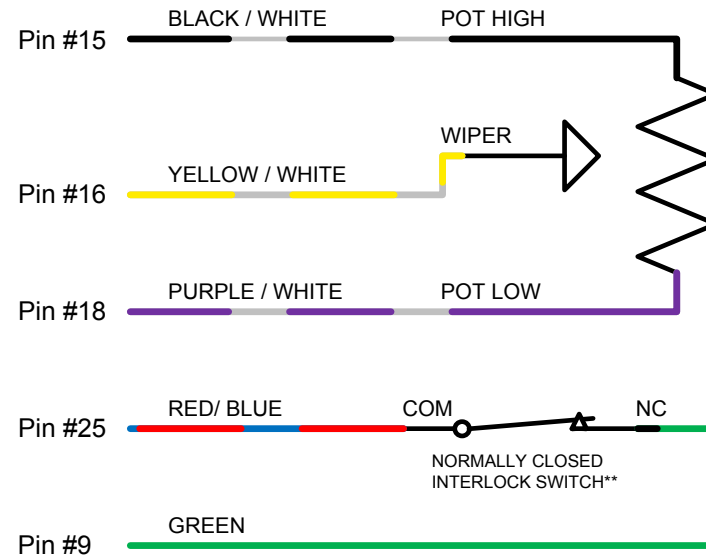 BLACK / WHITE
POT HIGH
Pin #15
WIPER
YELLOW / WHITE
Pin #16
PURPLE / WHITE
POT LOW
Pin #18
RED/ BLUE
COM
NC
Pin #25
NORMALLY CLOSED
INTERLOCK SWITCH**
GREEN
Pin #9